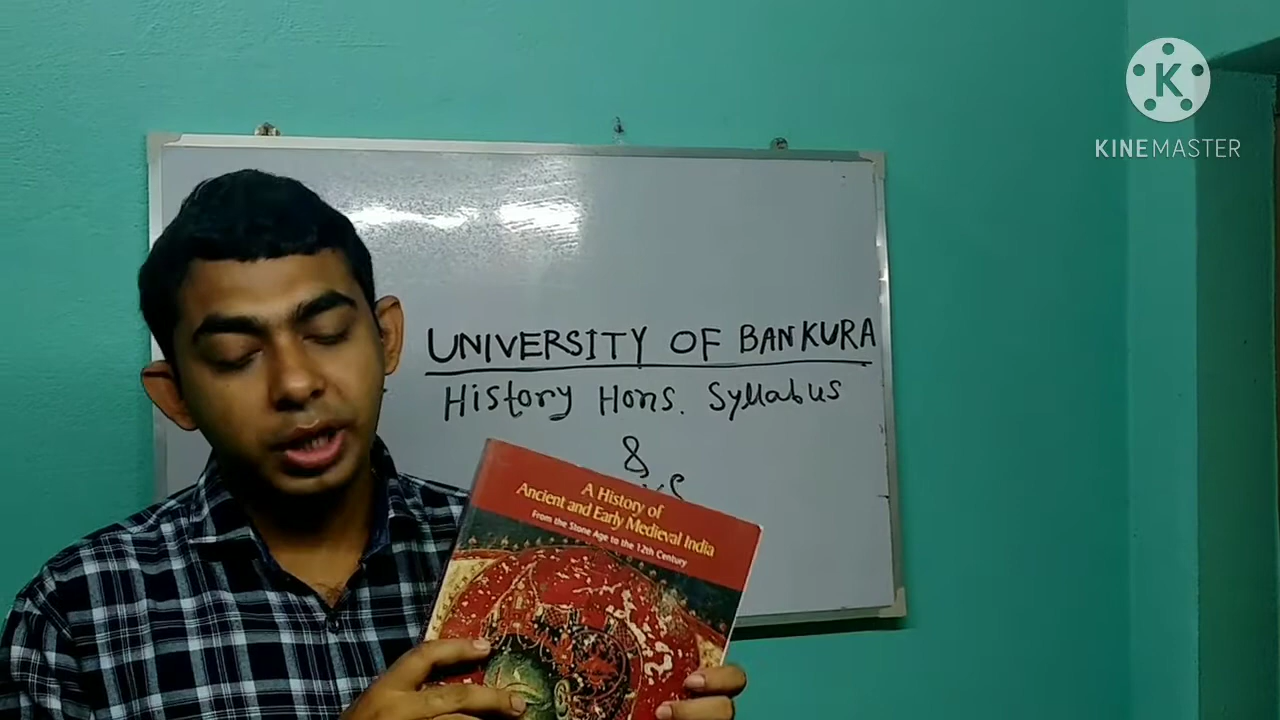 K
KINEMASTER
UNIVERSITY OF BANKURA
History Hons. Syllabus
&
A History of
Ancient and Early Medieval India
From the Stone Age to the 12th Century